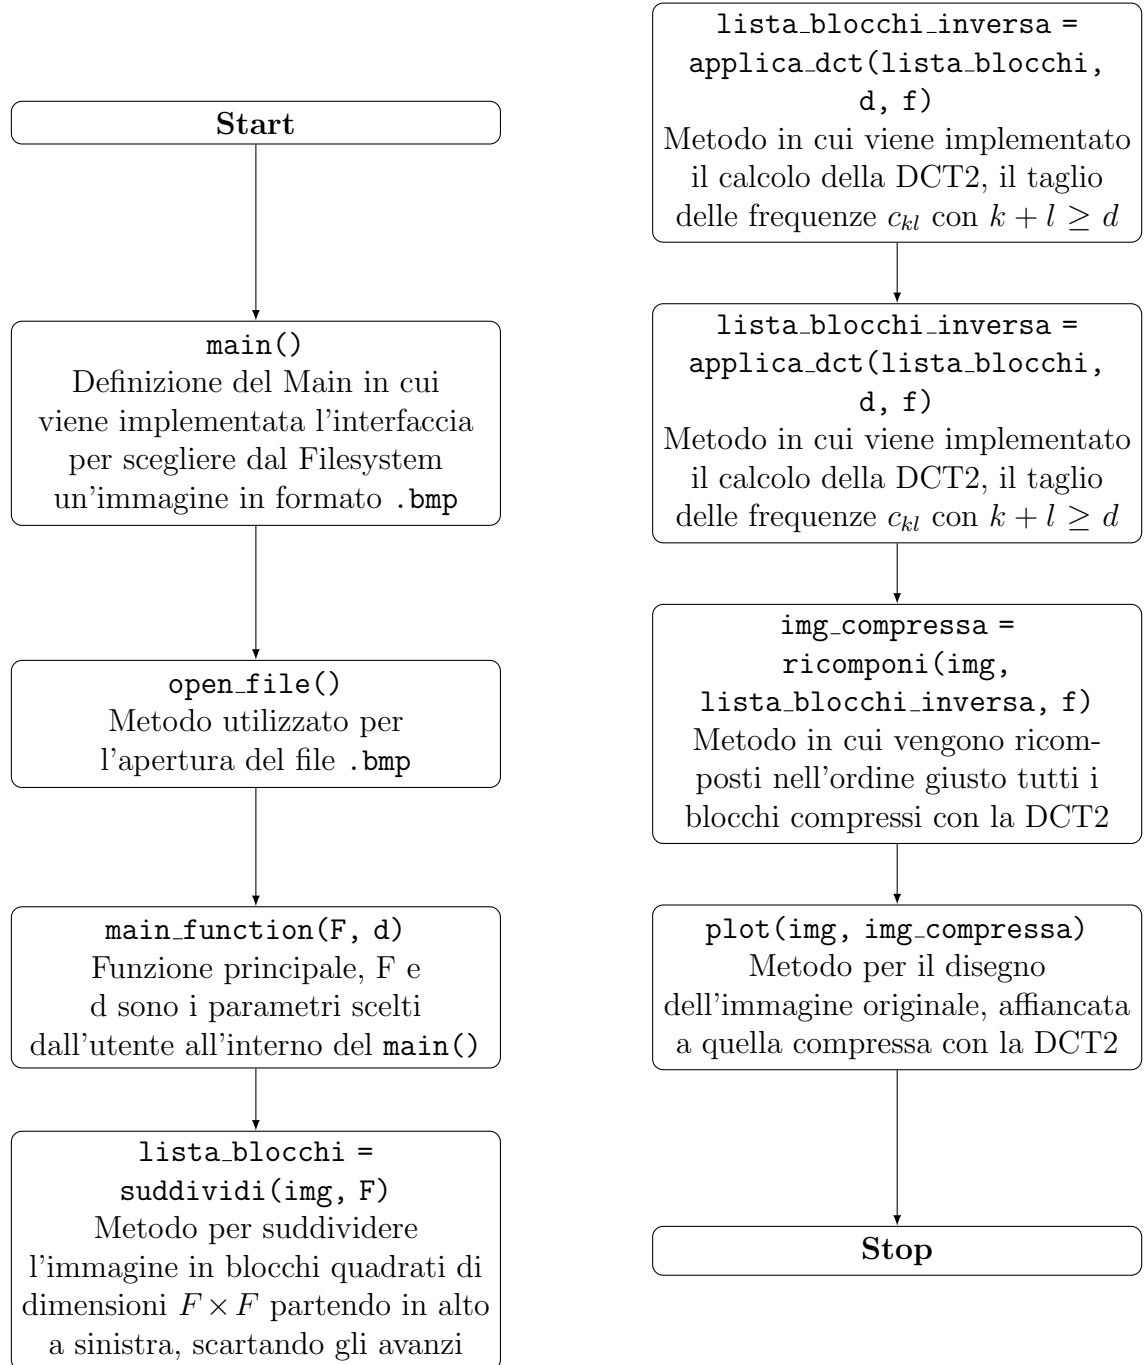 Start
main()
Definizione del Main in cui
viene implementata l'interfaccia
per scegliere dal Filesystem
un'immagine in formato .bmp
open_file()
Metodo utilizzato per
l'apertura del file .bmp
main_function(F, d)
Funzione principale, F e
d sono i parametri scelti
dall'utente all'interno del main()
lista_blocchi =
suddividi(img, F)
Metodo per suddividere
l'immagine in blocchi quadrati di
dimensioni F × F partendo in alto
a sinistra, scartando gli avanzi
lista_blocchi_inversa =
applica_dct(lista_blocchi,
d, f)
Metodo in cui viene implementato
il calcolo della DCT2, il taglio
delle frequenze c_{kl} con k + l ≥ d
lista_blocchi_inversa =
applica_dct(lista_blocchi,
d, f)
Metodo in cui viene implementato
il calcolo della DCT2, il taglio
delle frequenze c_{kl} con k + l ≥ d
img_compressa =
ricomponi(img,
lista_blocchi_inversa, f)
Metodo in cui vengono ricom-
posti nell'ordine giusto tutti i
blocchi compressi con la DCT2
plot(img, img_compressa)
Metodo per il disegno
dell'immagine originale, affiancata
a quella compressa con la DCT2
Stop